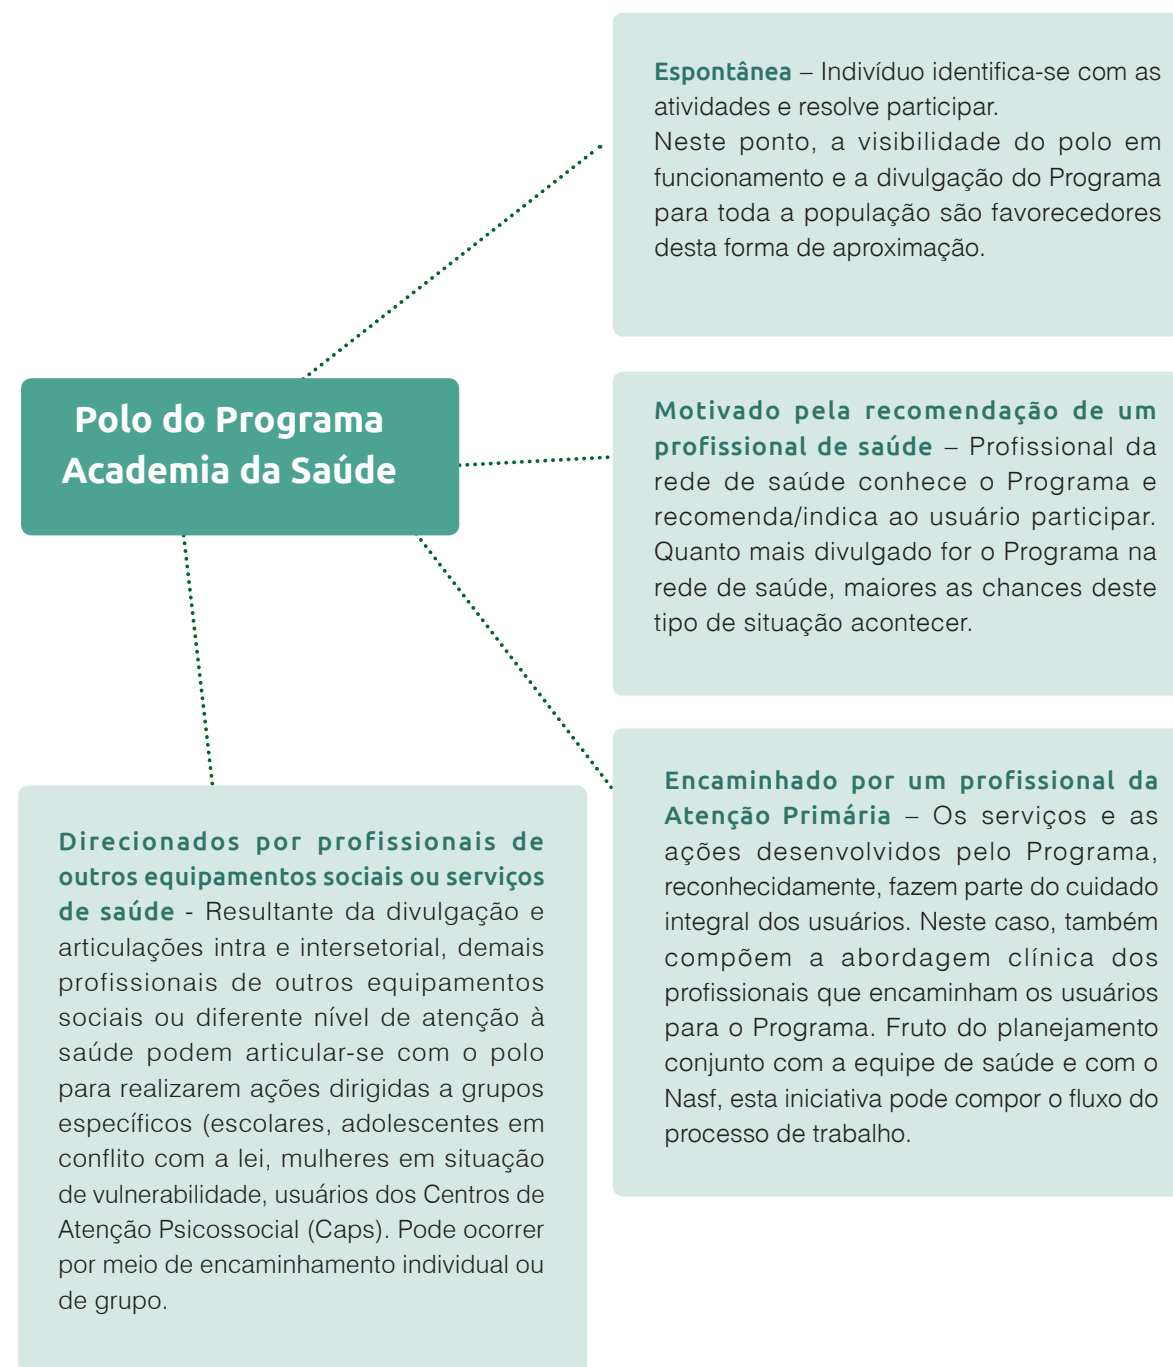 Espontânea – Indivíduo identifica-se com as
atividades e resolve participar.
Neste ponto, a visibilidade do polo em
funcionamento e a divulgação do Programa
para toda a população são favorecedores
desta forma de aproximação.
Polo do Programa
Academia da Saúde
Motivado pela recomendação de um
profissional de saúde – Profissional da
rede de saúde conhece o Programa e
recomenda/indica ao usuário participar.
Quanto mais divulgado for o Programa na
rede de saúde, maiores as chances deste
tipo de situação acontecer.
Encaminhado por um profissional da
Atenção Primária – Os serviços e as
ações desenvolvidos pelo Programa,
reconhecidamente, fazem parte do cuidado
integral dos usuários. Neste caso, também
compõem a abordagem clínica dos
profissionais que encaminham os usuários
para o Programa. Fruto do planejamento
conjunto com a equipe de saúde e com o
Nasf, esta iniciativa pode compor o fluxo do
processo de trabalho.
Direcionados por profissionais de
outros equipamentos sociais ou serviços
de saúde - Resultante da divulgação e
articulações intra e intersetorial, demais
profissionais de outros equipamentos
sociais ou diferente nível de atenção à
saúde podem articular-se com o polo
para realizarem ações dirigidas a grupos
específicos (escolares, adolescentes em
conflito com a lei, mulheres em situação
de vulnerabilidade, usuários dos Centros de
Atenção Psicossocial (Caps). Pode ocorrer
por meio de encaminhamento individual ou
de grupo.